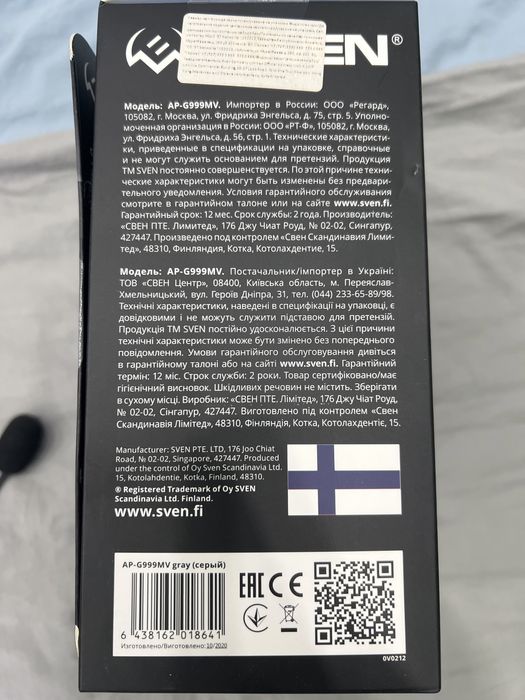 EN®
Модель: AP-G999MV. Импортер в России: ООО «Регард»,
105082, г. Москва, ул. Фридриха Энгельса, д. 75, стр. 5. Уполно-
моченная организация в России: ООО «РТ-Ф», 105082, г. Москва,
ул. Фридриха Энгельса, д.56, стр. 1. Технические характеристи-
ки, приведенные в спецификации на упаковке, справочные
и не могут служить основанием для претензий. Продукция
ТМ SVEN постоянно совершенствуется. По этой причине техни-
ческие характеристики могут быть изменены без предвари-
тельного уведомления. Условия гарантийного обслуживания
смотрите в гарантийном талоне или на сайте www.sven.fi.
Гарантийный срок: 12 мес. Срок службы: 2 года. Производитель:
«СВЕН ПТЕ. Лимитед», 176 Джу Чиат Роуд, № 02-02, Сингапур,
427447. Произведено под контролем «Свен Скандинавия Лими-
тед», 48310, Финляндия, Котка, Котолахдентие, 15.
Модель: AP-G999MV. Постачальник/імпортер в Україні:
ТОВ «СВЕН Центр», 08400, Київська область, м. Переяслав-
Хмельницький, вул. Героїв Дніпра, 31, тел. (044) 233-65-89/98.
Технічні характеристики, наведені в специфікації на упаковці, є
довідковими і не можуть служити підставою для претензій.
Продукція ТМ SVEN постійно удосконалюється. З цієї причини
технічні характеристики може бути змінено без попереднього
повідомлення. Умови гарантійного обслуговування дивіться
в гарантійному талоні або на сайті www.sven.fi. Гарантійний
термін: 12 міс. Строк служби: 2 роки. Товар сертифіковано/має
гігієнічний висновок. Шкідливих речовин не містить. Зберігати
в сухому місці. Виробник: «СВЕН ПТЕ. Лімітед», 176 Джу Чіат Роуд,
№ 02-02, Сінгапур, 427447. Виготовлено під контролем «Свен
Скандинавія Лімітед», 48310, Фінляндія, Котка, Котолахдентіє, 15.
Manufacturer: SVEN PTE. LTD, 176 Joo Chiat
Road, № 02-02, Singapore, 427447. Produced
under the control of Oy Sven Scandinavia Ltd.
15, Kotolahdentie, Kotka, Finland, 48310.
® Registered Trademark of Oy SVEN
Scandinavia Ltd. Finland.
www.sven.fi
AP-G999MV gray (серый)
6 438162 018641
Изготовлено/Виготовлено: 10/2020
EAC CE
0V0212